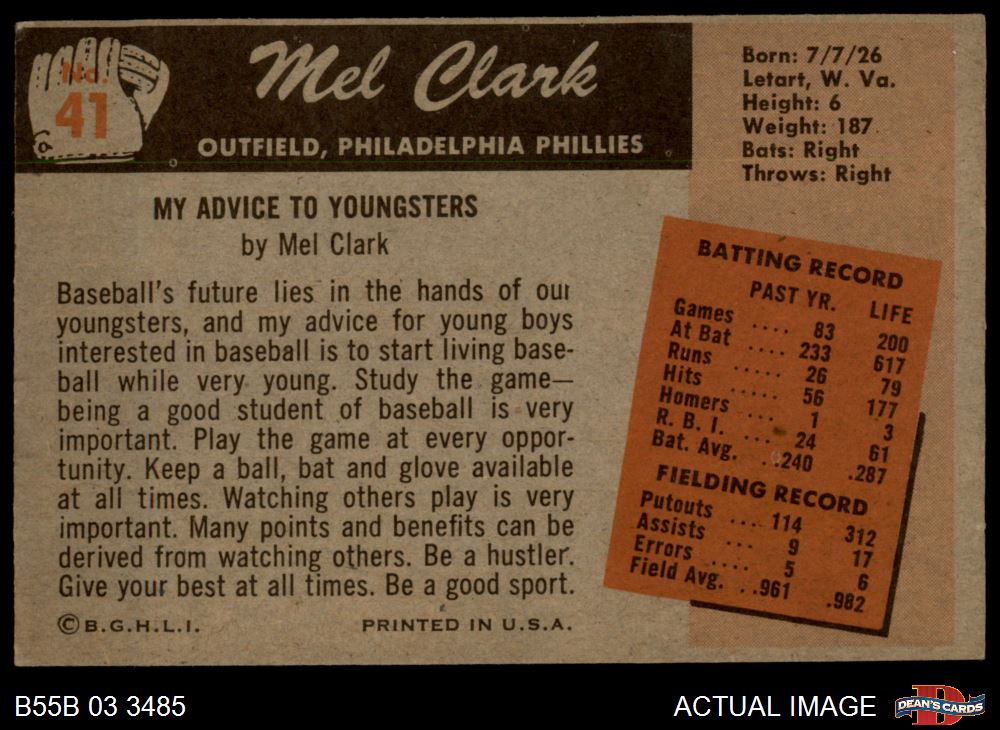 No.
41
Mel Clark
OUTFIELD, PHILADELPHIA PHILLIES
Born: 7/7/26
Letart, W. Va.
Height: 6
Weight: 187
Bats: Right
Throws: Right
MY ADVICE TO YOUNGSTERS
by Mel Clark
Baseball's future lies in the hands of our
youngsters, and my advice for young boys
interested in baseball is to start living base-
ball while very young. Study the game—
being a good student of baseball is very
important. Play the game at every oppor-
tunity. Keep a ball, bat and glove available
at all times. Watching others play is very
important. Many points and benefits can be
derived from watching others. Be a hustler.
Give your best at all times. Be a good sport.
© B.G.H.L.I. PRINTED IN U.S.A.
BATTING RECORD
PAST YR. LIFE
Games .... 83 200
At Bat .... 233 617
Runs ..... 26 79
Hits ..... 56 177
Homers .... 1 3
R. B. I. ... 24 61
Bat. Avg. ..240 .287
FIELDING RECORD
Putouts ... 114 312
Assists ... 9 17
Errors .... 5 6
Field Avg. ..961 .982
B55B 03 3485
ACTUAL IMAGE
D
DEAN'S CARDS